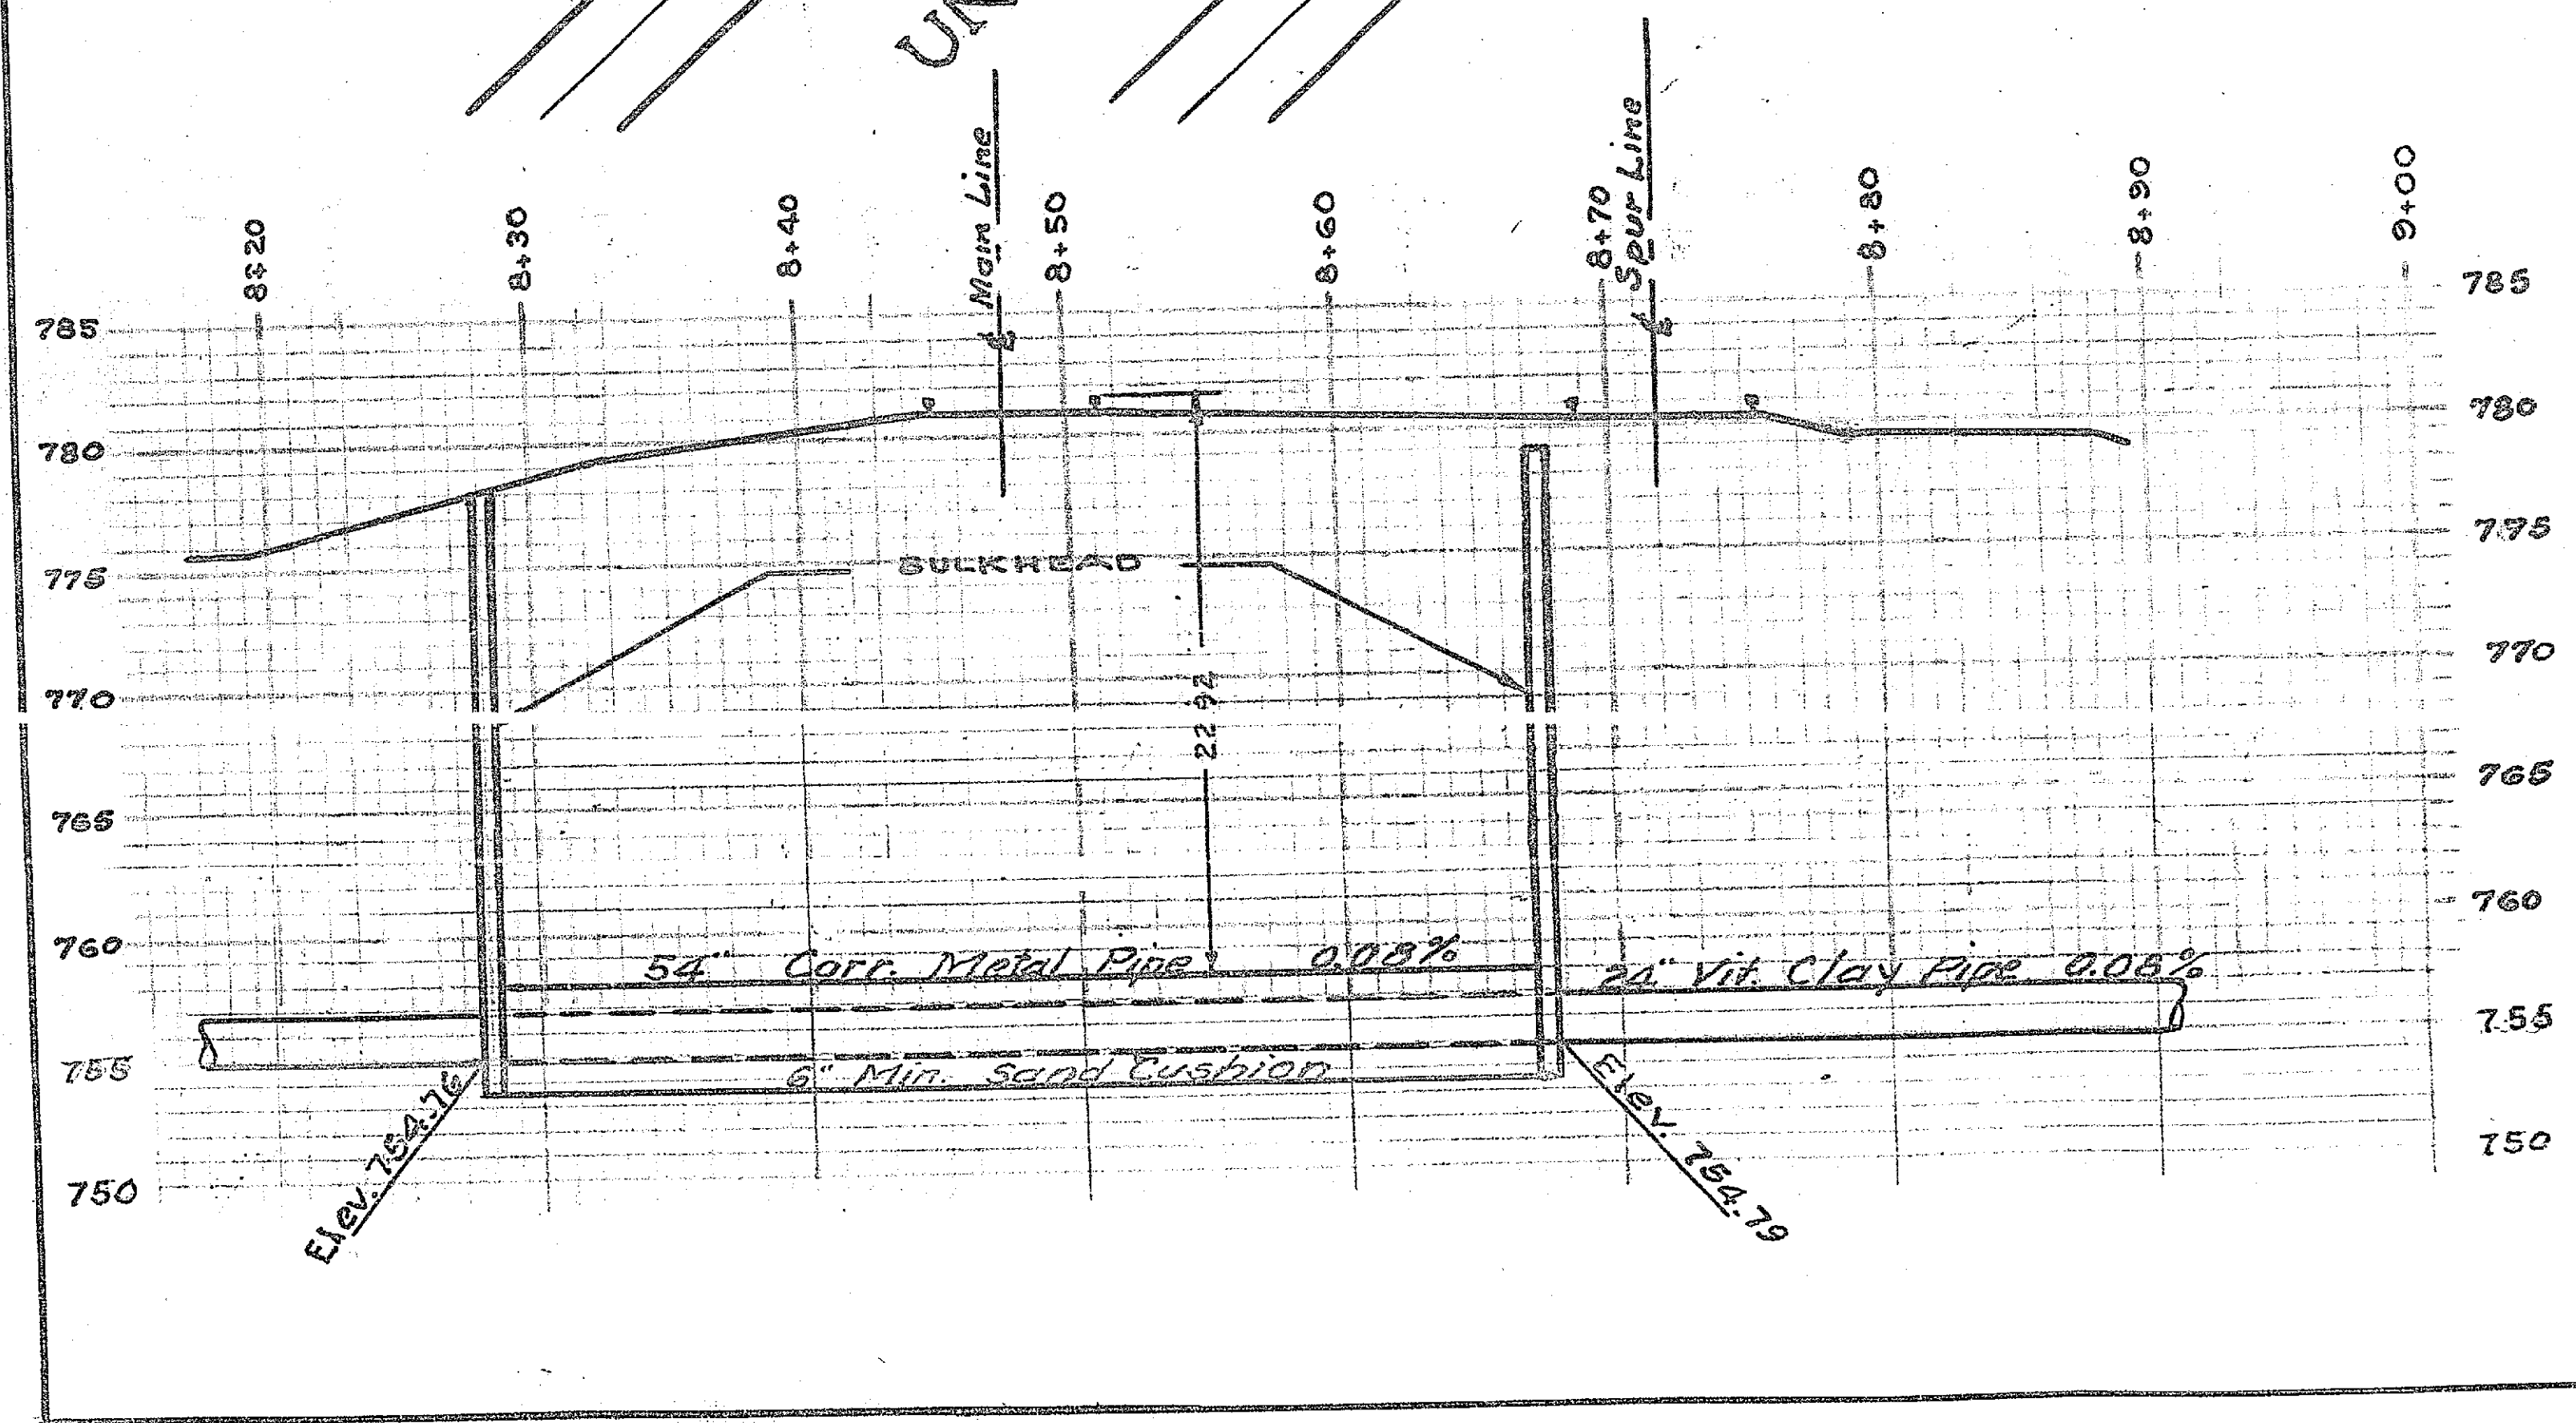 UN
Main Line
Spur Line
8+20
8+30
8+40
8+50
8+60
8+70
8+80
8+90
9+00
785
785
780
780
BULKHEAD
775
775
770
770
22.92
765
765
760
760
54" Corr. Metal Pipe 0.08%
24" Vit. Clay Pipe 0.08%
755
755
6" Min. Sand Cushion
Elev. 754.76
Elev. 754.79
750
750